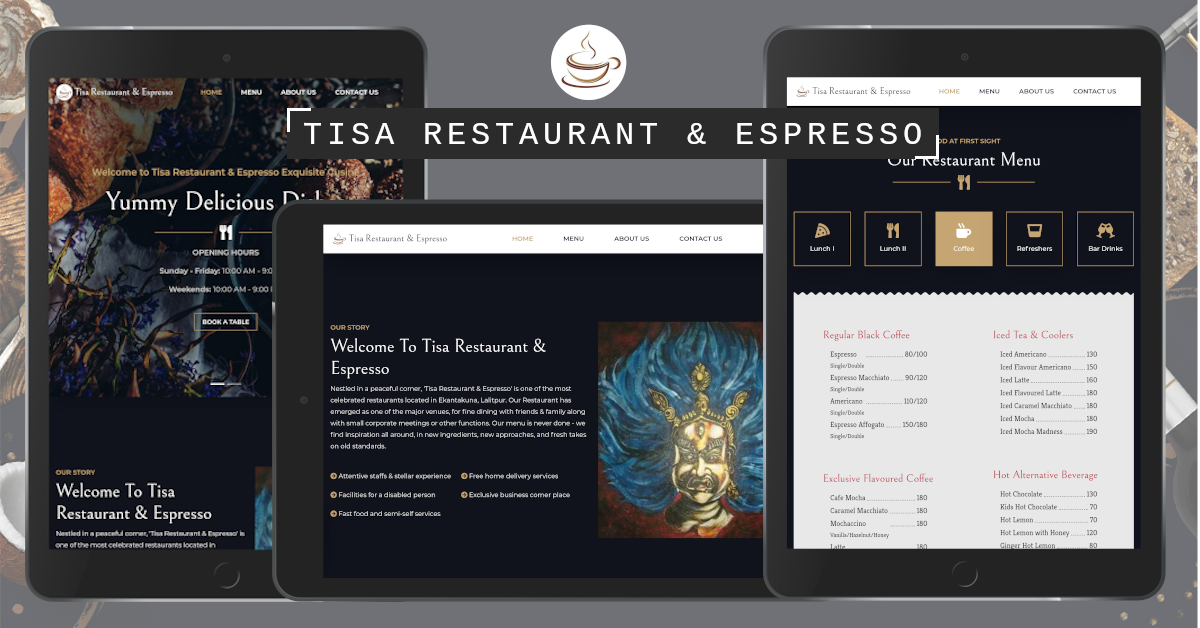 TISA RESTAURANT & ESPRESSO
Tisa Restaurant & Espresso HOME MENU ABOUT US CONTACT US
Welcome to Tisa Restaurant & Espresso Exquisite
Yummy Delicious
OPENING HOURS
Sunday - Friday: 10:00 AM - 9:0
Weekends: 10:00 AM - 9:00
BOOK A TABLE
OUR STORY
Welcome To Tisa
Restaurant & Espresso
Nestled in a peaceful corner, 'Tisa Restaurant & Espresso' is
one of the most celebrated restaurants located in
Tisa Restaurant & Espresso HOME MENU ABOUT US CONTACT US
OUR STORY
Welcome To Tisa Restaurant &
Espresso
Nestled in a peaceful corner, 'Tisa Restaurant & Espresso' is one of the most
celebrated restaurants located in Ekantakuna, Lalitpur. Our Restaurant has
emerged as one of the major venues, for fine dining with friends & family along
with small corporate meetings or other functions. Our menu is never done - we
find inspiration all around, in new ingredients, new approaches, and fresh takes
on old standards.
Attentive staffs & stellar experience Free home delivery services
Facilities for a disabled person Exclusive business corner place
Fast food and semi-self services
Tisa Restaurant & Espresso HOME MENU ABOUT US CONTACT US
OD AT FIRST SIGHT
Our Restaurant Menu
Lunch I Lunch II Coffee Refreshers Bar Drinks
Regular Black Coffee
Espresso 80/100
Single/Double
Espresso Macchiato 90/120
Single/Double
Americano 110/120
Single/Double
Espresso Affogato 150/180
Single/Double
Exclusive Flavoured Coffee
Cafe Mocha 180
Caramel Macchiato 180
Mochaccino 180
Vanilla/Hazelnut/Honey
Latte 180
Iced Tea & Coolers
Iced Americano 130
Iced Flavour Americano 150
Iced Latte 160
Iced Flavoured Latte 180
Iced Caramel Macchiato 180
Iced Mocha 180
Iced Mocha Madness 190
Hot Alternative Beverage
Hot Chocolate 130
Kids Hot Chocolate 70
Hot Lemon 70
Hot Lemon with Honey 120
Ginger Hot Lemon 80